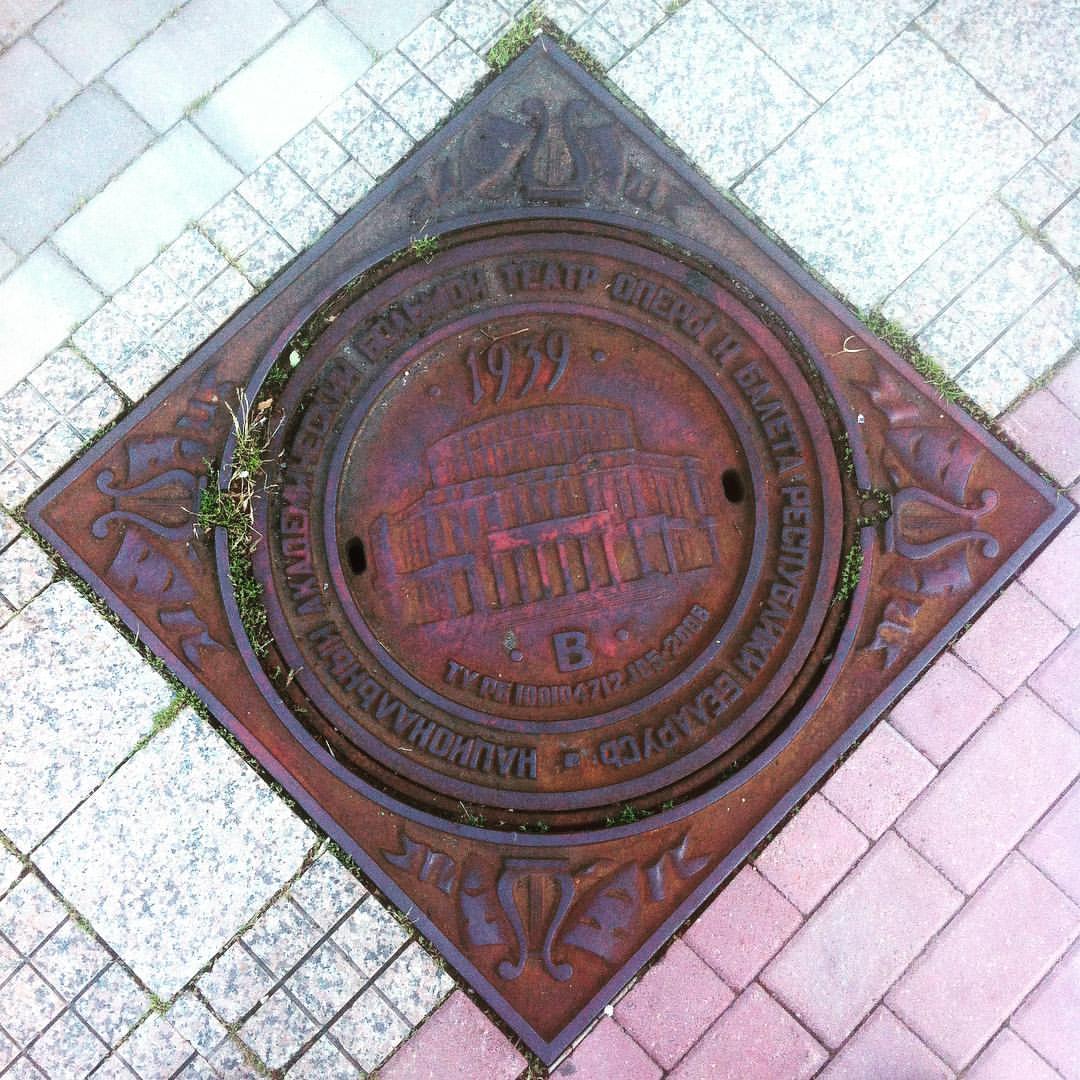 НАЦИОНАЛЬНЫЙ АКАДЕМИЧЕСКИЙ БОЛЬШОЙ ТЕАТР ОПЕРЫ И БАЛЕТА РЕСПУБЛИКИ БЕЛАРУСЬ
1939
В
ТУ РБ 100104712.105-2006